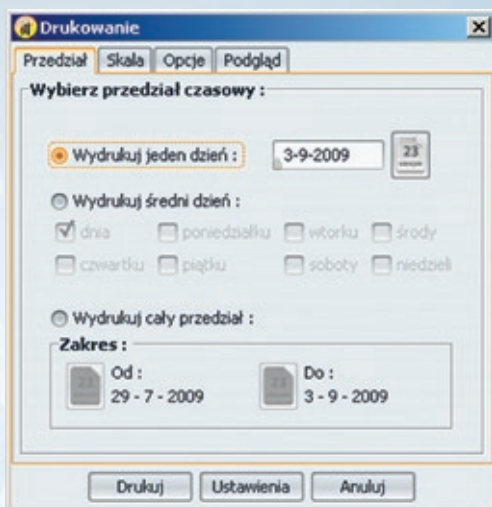 Drukowanie
Przedział Skala Opcje Podgląd
Wybierz przedział czasowy :
Wydrukuj jeden dzień : 3-9-2009 23
Wydrukuj średni dzień :
dnia poniedziałku wtorku środy
czwartku piątku soboty niedzieli
Wydrukuj cały przedział :
Zakres :
23 Od : 23 Do :
29 - 7 - 2009 3 - 9 - 2009
Drukuj Ustawienia Anuluj